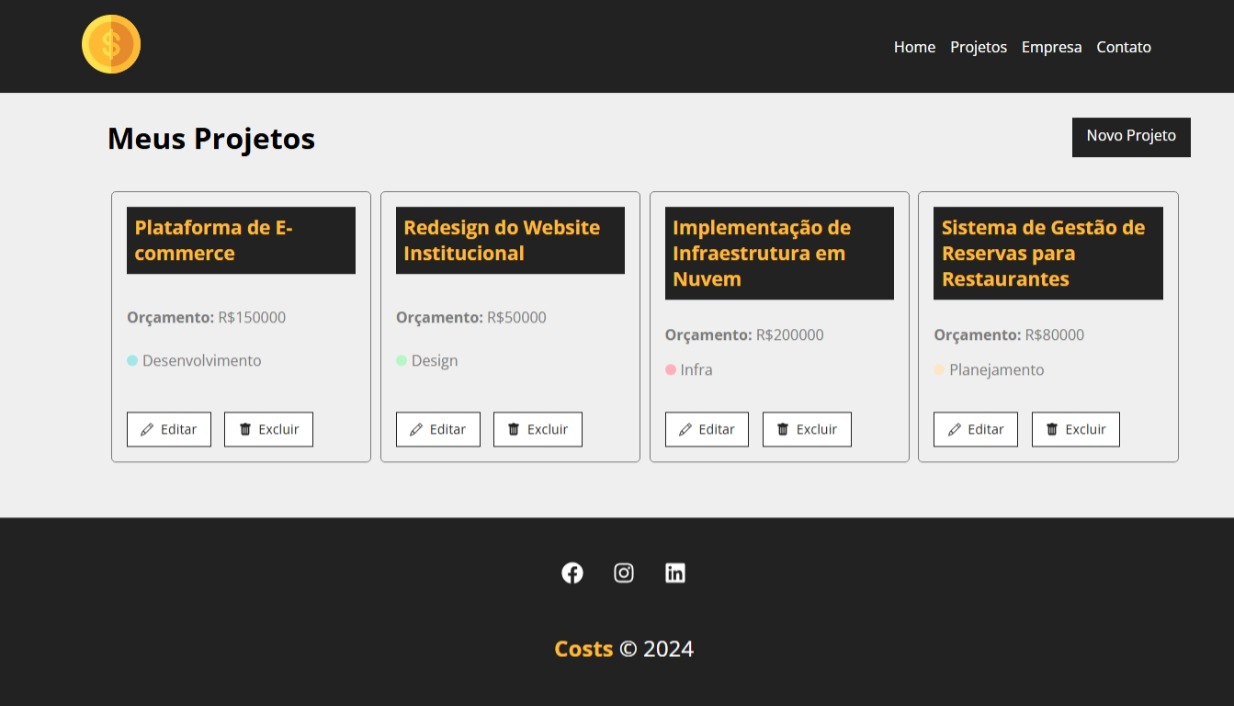 $
Home Projetos Empresa Contato
Meus Projetos
Novo Projeto
Plataforma de E-
commerce
Orçamento: R$150000
Desenvolvimento
Editar Excluir
Redesign do Website
Institucional
Orçamento: R$50000
Design
Editar Excluir
Implementação de
Infraestrutura em
Nuvem
Orçamento: R$200000
Infra
Editar Excluir
Sistema de Gestão de
Reservas para
Restaurantes
Orçamento: R$80000
Planejamento
Editar Excluir
Costs © 2024